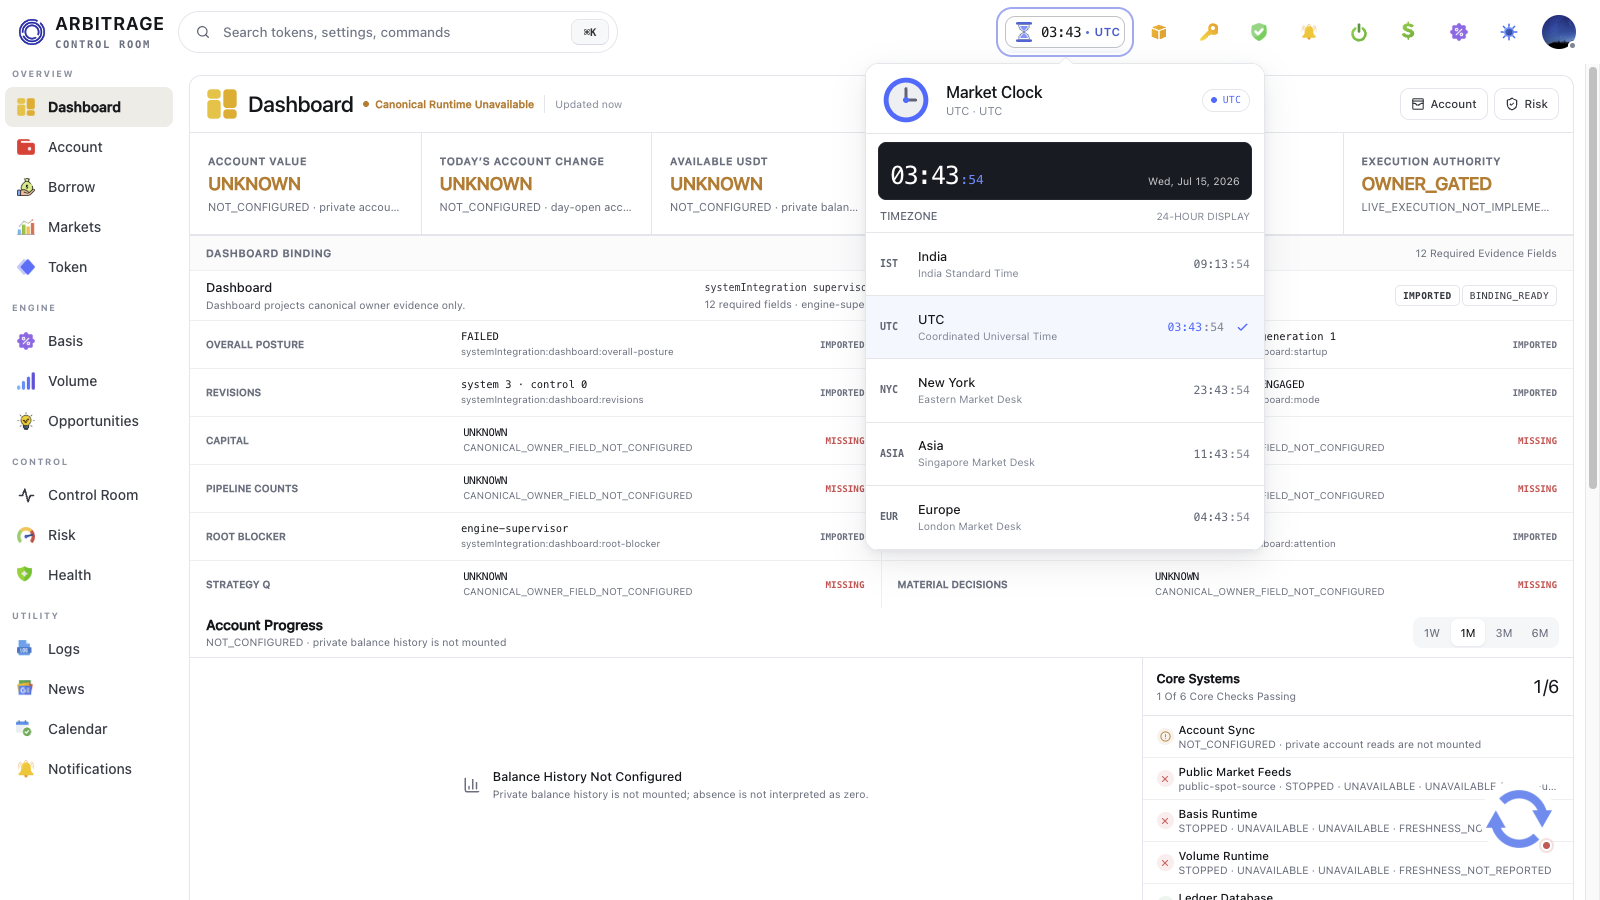 ARBITRAGE
CONTROL ROOM
Search tokens, settings, commands
⌘K
03:43 • UTC
OVERVIEW
Dashboard
Account
Borrow
Markets
Token
ENGINE
Basis
Volume
Opportunities
CONTROL
Control Room
Risk
Health
UTILITY
Logs
News
Calendar
Notifications
Dashboard
Canonical Runtime Unavailable
Updated now
Account
Risk
ACCOUNT VALUE
UNKNOWN
NOT_CONFIGURED · private accou...
TODAY'S ACCOUNT CHANGE
UNKNOWN
NOT_CONFIGURED · day-open acc...
AVAILABLE USDT
UNKNOWN
NOT_CONFIGURED · private balan...
EXECUTION AUTHORITY
OWNER_GATED
LIVE_EXECUTION_NOT_IMPLEME...
Market Clock
UTC · UTC
UTC
03:43:54
Wed, Jul 15, 2026
TIMEZONE
24-HOUR DISPLAY
IST
India
India Standard Time
09:13:54
UTC
UTC
Coordinated Universal Time
03:43:54
NYC
New York
Eastern Market Desk
23:43:54
ASIA
Asia
Singapore Market Desk
11:43:54
EUR
Europe
London Market Desk
04:43:54
DASHBOARD BINDING
12 Required Evidence Fields
Dashboard
Dashboard projects canonical owner evidence only.
systemIntegration superviso
12 required fields · engine-supe
IMPORTED
BINDING_READY
OVERALL POSTURE
FAILED
systemIntegration:dashboard:overall-posture
IMPORTED
generation 1
board:startup
IMPORTED
REVISIONS
system 3 · control 0
systemIntegration:dashboard:revisions
IMPORTED
ENGAGED
board:mode
IMPORTED
CAPITAL
UNKNOWN
CANONICAL_OWNER_FIELD_NOT_CONFIGURED
MISSING
FIELD_NOT_CONFIGURED
MISSING
PIPELINE COUNTS
UNKNOWN
CANONICAL_OWNER_FIELD_NOT_CONFIGURED
MISSING
FIELD_NOT_CONFIGURED
MISSING
ROOT BLOCKER
engine-supervisor
systemIntegration:dashboard:root-blocker
IMPORTED
board:attention
IMPORTED
STRATEGY Q
UNKNOWN
CANONICAL_OWNER_FIELD_NOT_CONFIGURED
MISSING
MATERIAL DECISIONS
UNKNOWN
CANONICAL_OWNER_FIELD_NOT_CONFIGURED
MISSING
Account Progress
NOT_CONFIGURED · private balance history is not mounted
1W
1M
3M
6M
Balance History Not Configured
Private balance history is not mounted; absence is not interpreted as zero.
Core Systems
1 Of 6 Core Checks Passing
1/6
Account Sync
NOT_CONFIGURED · private account reads are not mounted
Public Market Feeds
public-spot-source · STOPPED · UNAVAILABLE · UNAVAILABLE
Basis Runtime
STOPPED · UNAVAILABLE · UNAVAILABLE · FRESHNESS_NO
Volume Runtime
STOPPED · UNAVAILABLE · UNAVAILABLE · FRESHNESS_NOT_REPORTED
Ledger Database